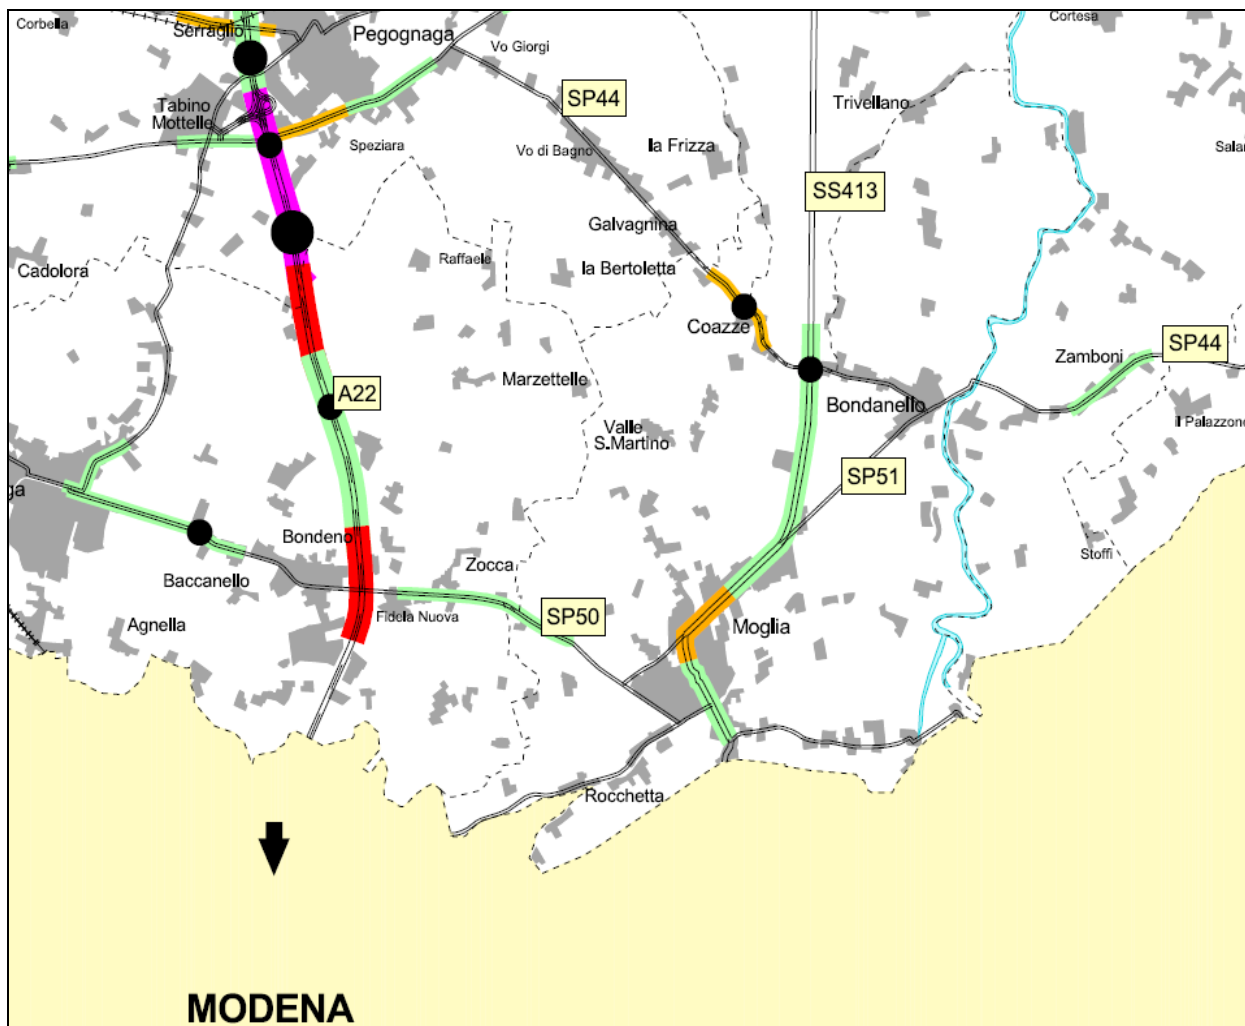 Corbella
Serraglio
Pegognaga
Vo Giorgi
Cortesa
SP44
Trivellano
Tabino
Mottelle
Speziara
Vo di Bagno
la Frizza
Salar
SS413
Galvagnina
Cadolora
Raffaele
la Bertoletta
Coazze
Zamboni
SP44
A22
Marzettelle
Bondanello
il Palazzone
Valle
S.Martino
SP51
ga
Bondeno
Stoffi
Zocca
Baccanello
SP50
Fidela Nuova
Agnella
Moglia
Rocchetta
MODENA